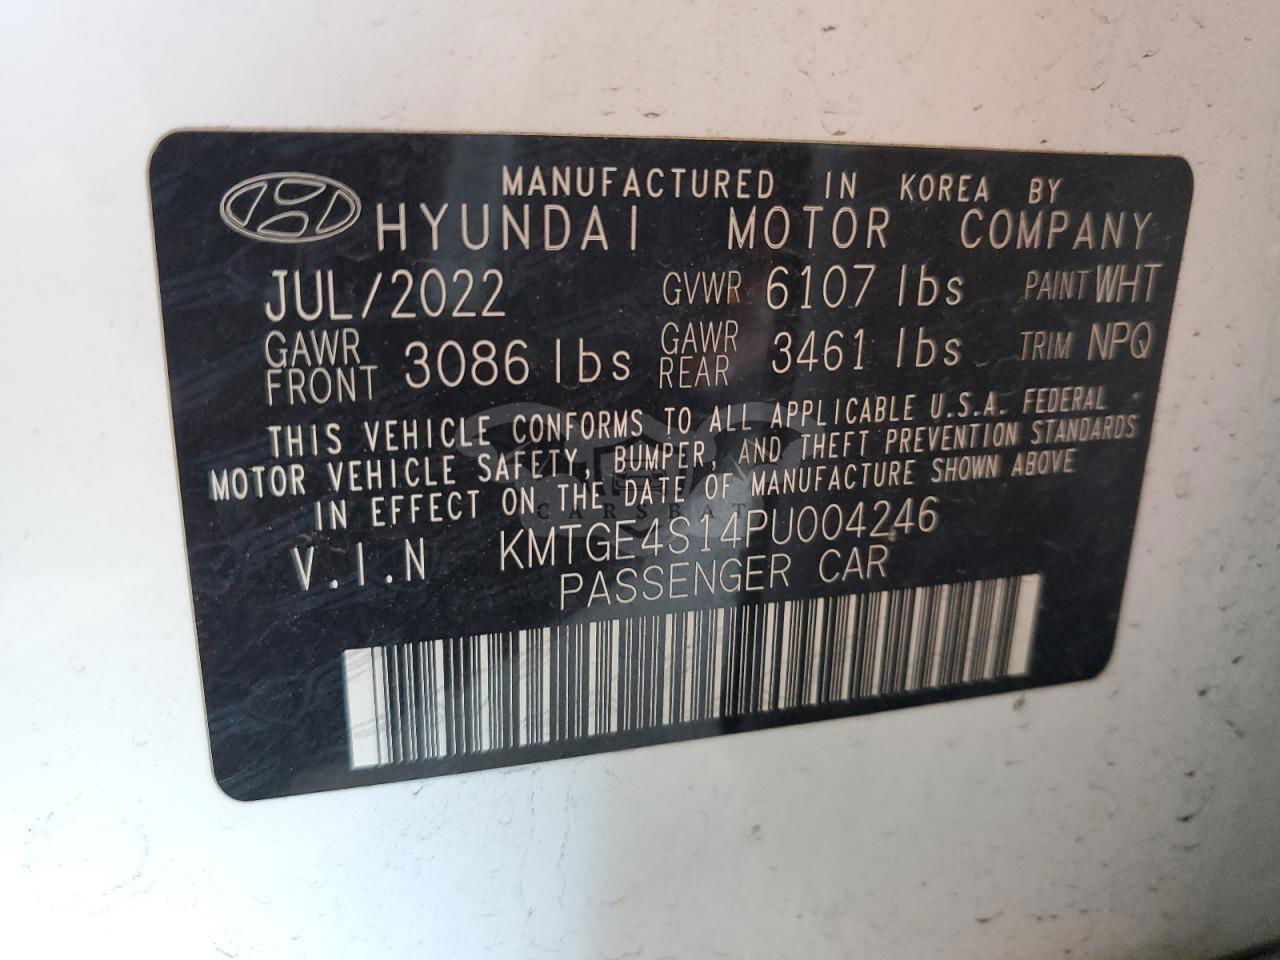 MANUFACTURED IN KOREA BY
HYUNDAI MOTOR COMPANY
JUL/2022 GVWR 6107 lbs PAINT WHT
GAWR FRONT 3086 lbs GAWR REAR 3461 lbs TRIM NPQ
THIS VEHICLE CONFORMS TO ALL APPLICABLE U.S.A. FEDERAL
MOTOR VEHICLE SAFETY, BUMPER, AND THEFT PREVENTION STANDARDS
IN EFFECT ON THE DATE OF MANUFACTURE SHOWN ABOVE
CARSBAT
V.I.N KMTGE4S14PU004246
PASSENGER CAR